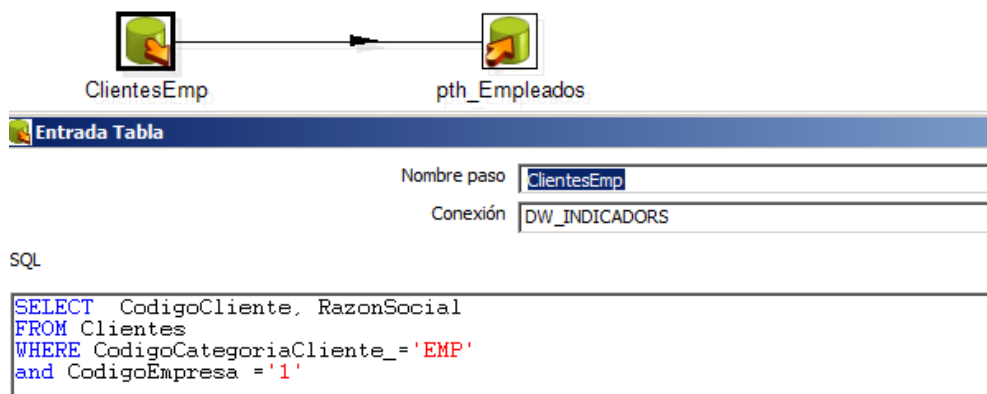 ClientesEmp
pth_Empleados
Entrada Tabla
Nombre paso ClientesEmp
Conexión DW_INDICADORS
SQL
SELECT  CodigoCliente, RazonSocial
FROM Clientes
WHERE CodigoCategoriaCliente_='EMP'
and CodigoEmpresa ='1'